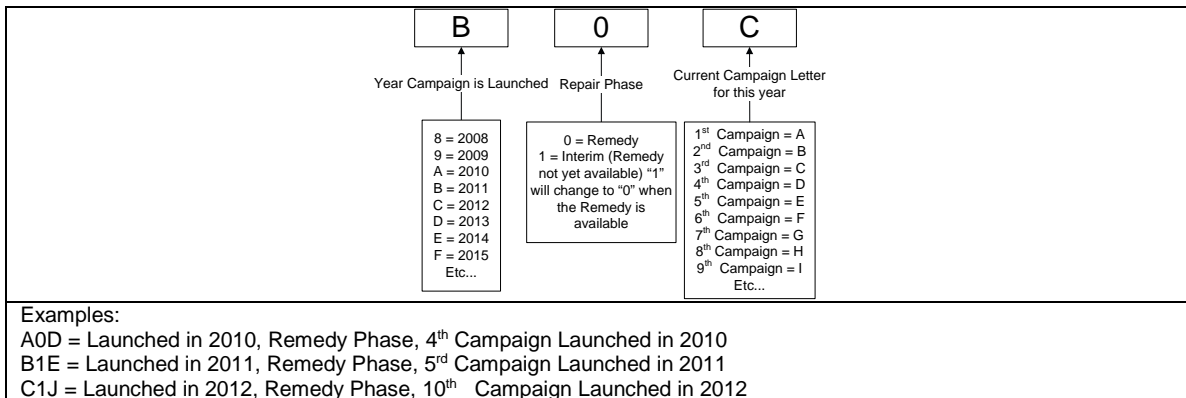 B 0 C
Year Campaign is Launched
Repair Phase
Current Campaign Letter
for this year
8 = 2008
9 = 2009
A = 2010
B = 2011
C = 2012
D = 2013
E = 2014
F = 2015
Etc...
0 = Remedy
1 = Interim (Remedy
not yet available) “1”
will change to “0” when
the Remedy is
available
1st Campaign = A
2nd Campaign = B
3rd Campaign = C
4th Campaign = D
5th Campaign = E
6th Campaign = F
7th Campaign = G
8th Campaign = H
9th Campaign = I
Etc...
Examples:
A0D = Launched in 2010, Remedy Phase, 4th Campaign Launched in 2010
B1E = Launched in 2011, Remedy Phase, 5rd Campaign Launched in 2011
C1J = Launched in 2012, Remedy Phase, 10th Campaign Launched in 2012